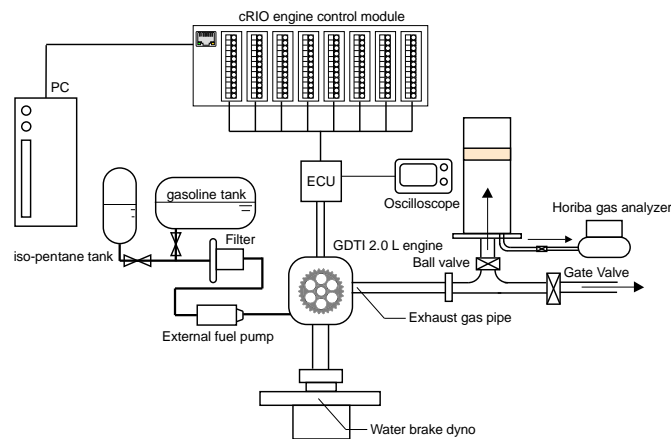 cRIO engine control module
PC
ECU
Oscilloscope
gasoline tank
iso-pentane tank
Filter
External fuel pump
GDTI 2.0 L engine
Horiba gas analyzer
Ball valve
Gate Valve
Exhaust gas pipe
Water brake dyno